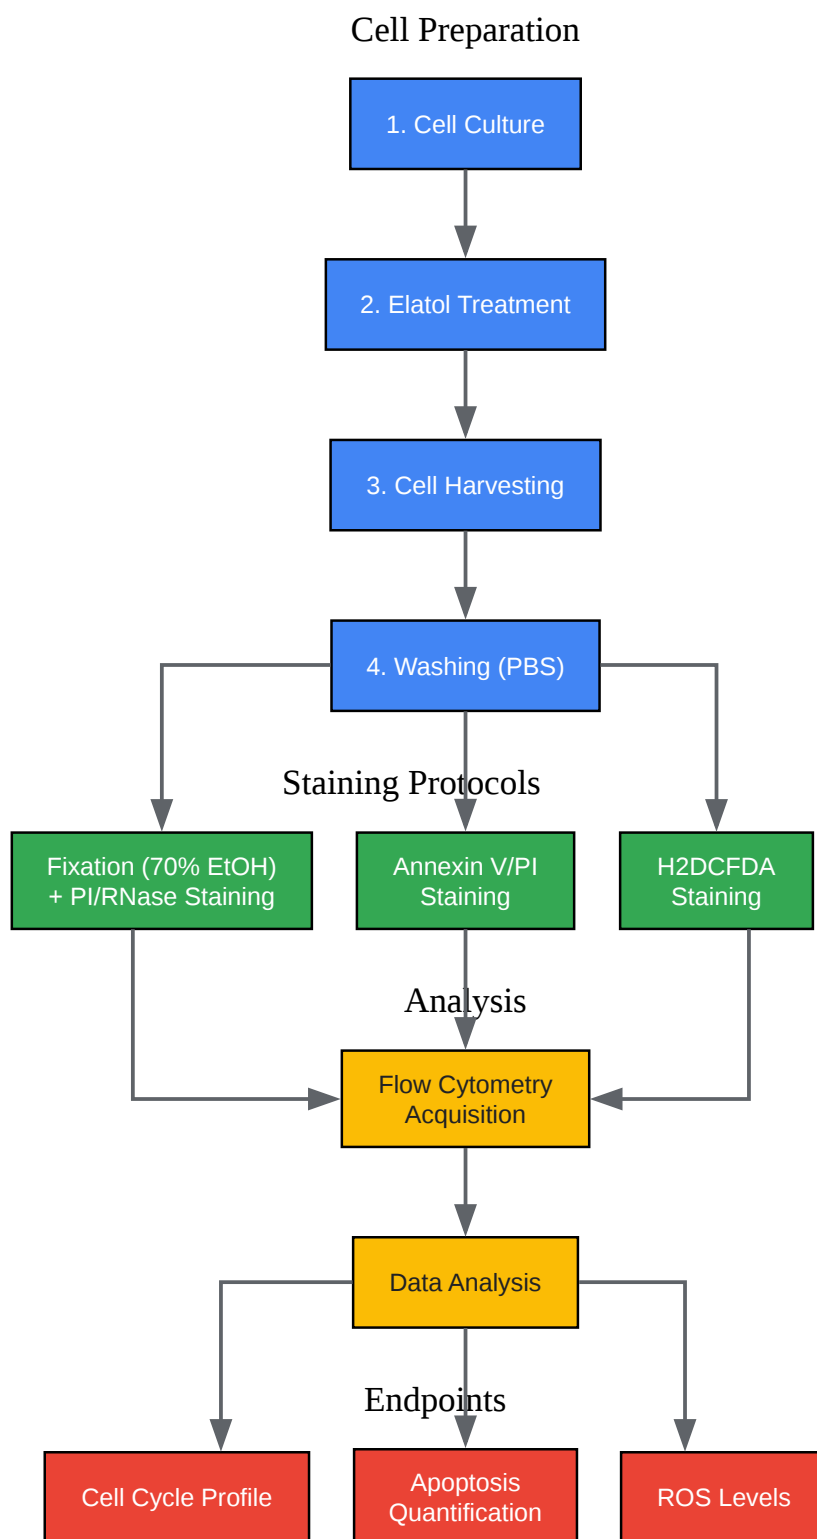 Cell Preparation
1. Cell Culture
2. Elatol Treatment
3. Cell Harvesting
4. Washing (PBS)
Staining Protocols
Fixation (70% EtOH)
+ PI/RNase Staining
Annexin V/PI
Staining
H2DCFDA
Staining
Analysis
Flow Cytometry
Acquisition
Data Analysis
Endpoints
Cell Cycle Profile
Apoptosis
Quantification
ROS Levels